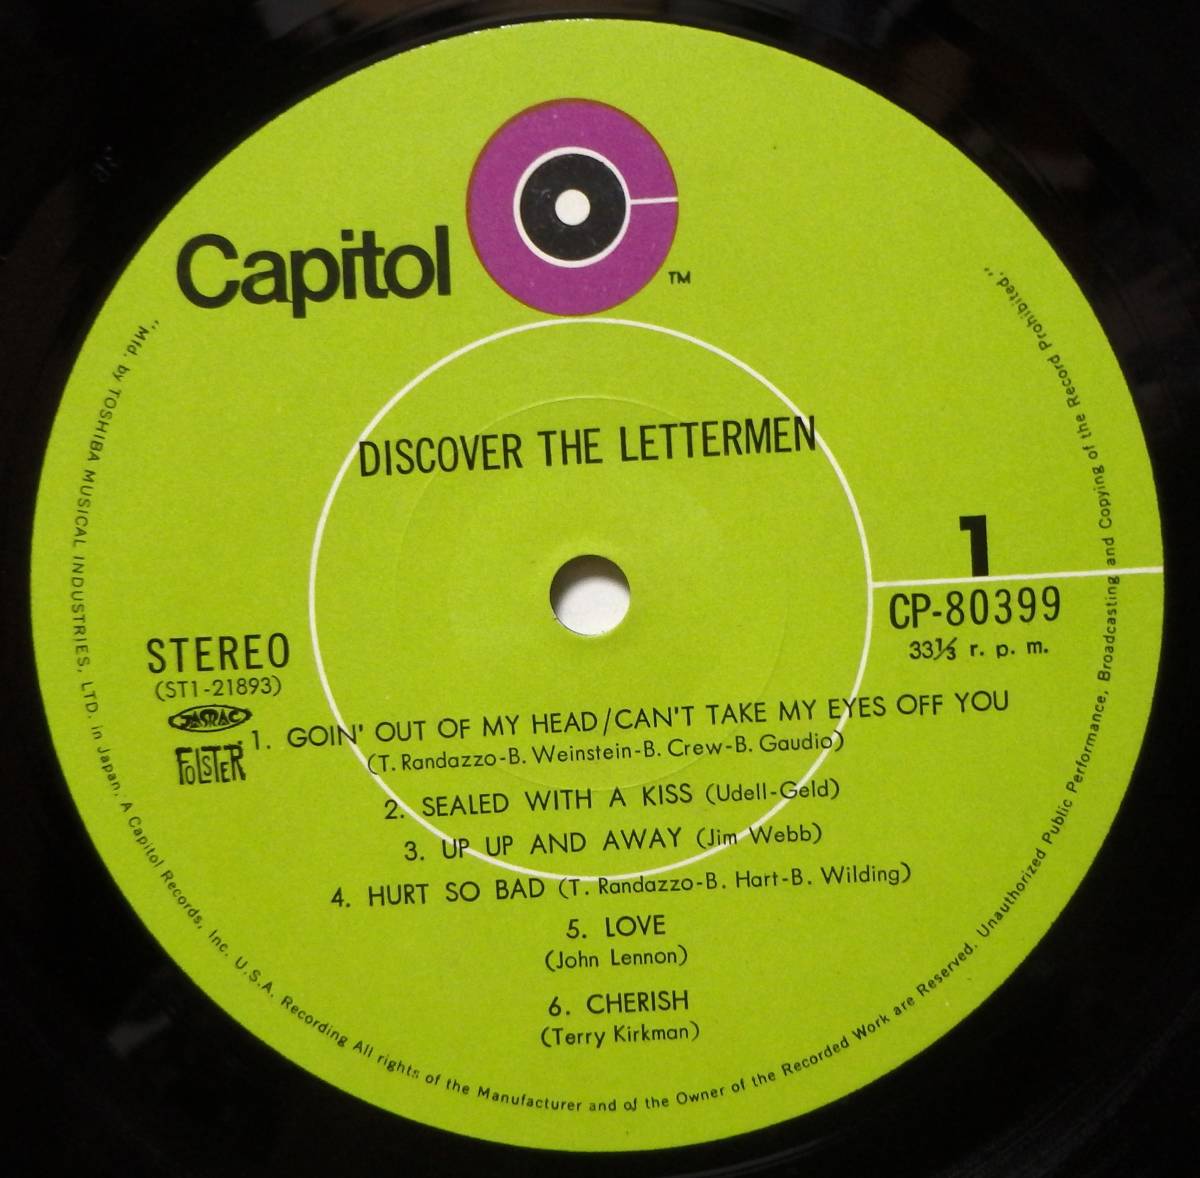 Capitol
TM
DISCOVER THE LETTERMEN
1
CP-80399
33⅓ r. p. m.
STEREO
(ST1-21893)
JASRAC
FOLSTER
1. GOIN' OUT OF MY HEAD/CAN'T TAKE MY EYES OFF YOU
(T. Randazzo-B. Weinstein-B. Crew-B. Gaudio)
2. SEALED WITH A KISS (Udell-Geld)
3. UP UP AND AWAY (Jim Webb)
4. HURT SO BAD (T. Randazzo-B. Hart-B. Wilding)
5. LOVE
(John Lennon)
6. CHERISH
(Terry Kirkman)
"Mfd. by TOSHIBA MUSICAL INDUSTRIES, LTD. in Japan, A Capitol Records, Inc. U.S.A. Recording All rights of the Manufacturer and of the Owner of the Recorded Work are Reserved. Unauthorized Public Performance, Broadcasting and Copying of the Record Prohibited."